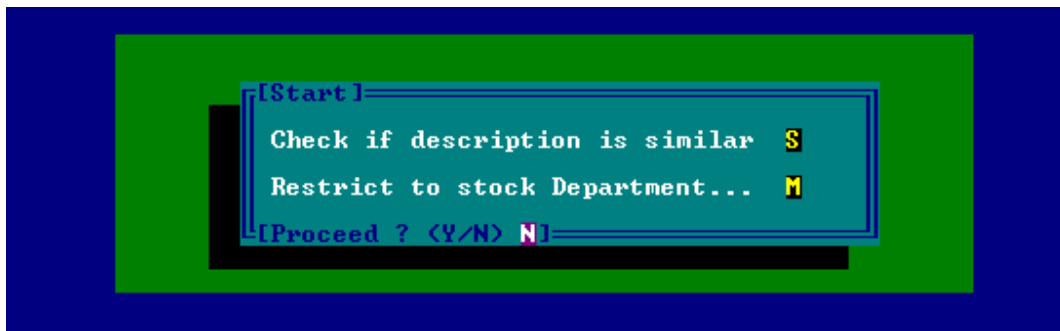 [Start]
Check if description is similar S
Restrict to stock Department... M
[Proceed ? (Y/N) N]